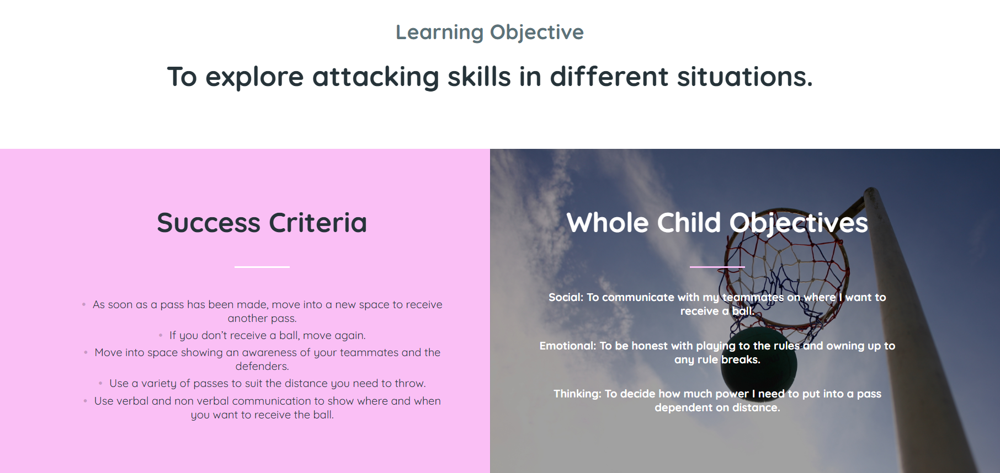 Learning Objective
To explore attacking skills in different situations.
Success Criteria
• As soon as a pass has been made, move into a new space to receive
another pass.
• If you don’t receive a ball, move again.
• Move into space showing an awareness of your teammates and the
defenders.
• Use a variety of passes to suit the distance you need to throw.
• Use verbal and non verbal communication to show where and when
you want to receive the ball.
Whole Child Objectives
Social: To communicate with my teammates on where I want to
receive a ball.
Emotional: To be honest with playing to the rules and owning up to
any rule breaks.
Thinking: To decide how much power I need to put into a pass
dependent on distance.